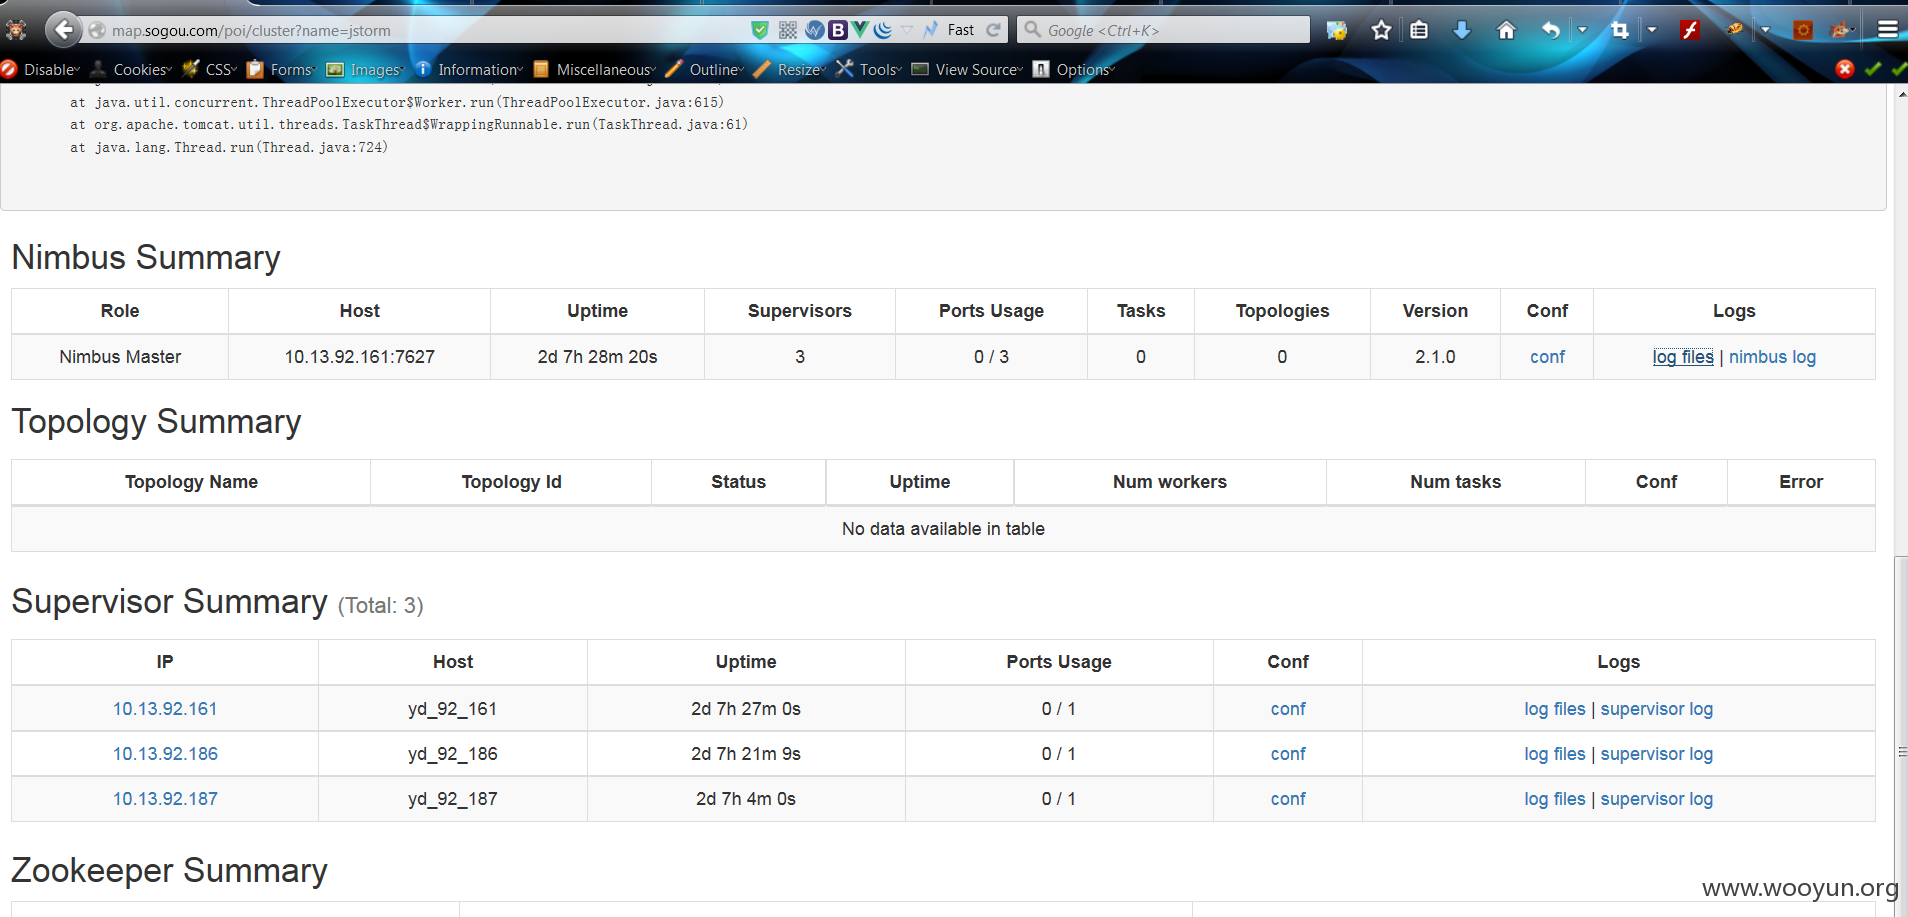 map.sogou.com/poi/cluster?name=jstorm Fast Google <Ctrl+K>
Disable Cookies CSS Forms Images Information Miscellaneous Outline Resize Tools View Source Options
at java.util.concurrent.ThreadPoolExecutor$Worker.run(ThreadPoolExecutor.java:615)
at org.apache.tomcat.util.threads.TaskThread$WrappingRunnable.run(TaskThread.java:61)
at java.lang.Thread.run(Thread.java:724)
Nimbus Summary
Role Host Uptime Supervisors Ports Usage Tasks Topologies Version Conf Logs
Nimbus Master 10.13.92.161:7627 2d 7h 28m 20s 3 0 / 3 0 0 2.1.0 conf log files | nimbus log
Topology Summary
Topology Name Topology Id Status Uptime Num workers Num tasks Conf Error
No data available in table
Supervisor Summary (Total: 3)
IP Host Uptime Ports Usage Conf Logs
10.13.92.161 yd_92_161 2d 7h 27m 0s 0 / 1 conf log files | supervisor log
10.13.92.186 yd_92_186 2d 7h 21m 9s 0 / 1 conf log files | supervisor log
10.13.92.187 yd_92_187 2d 7h 4m 0s 0 / 1 conf log files | supervisor log
Zookeeper Summary
www.wooyun.org